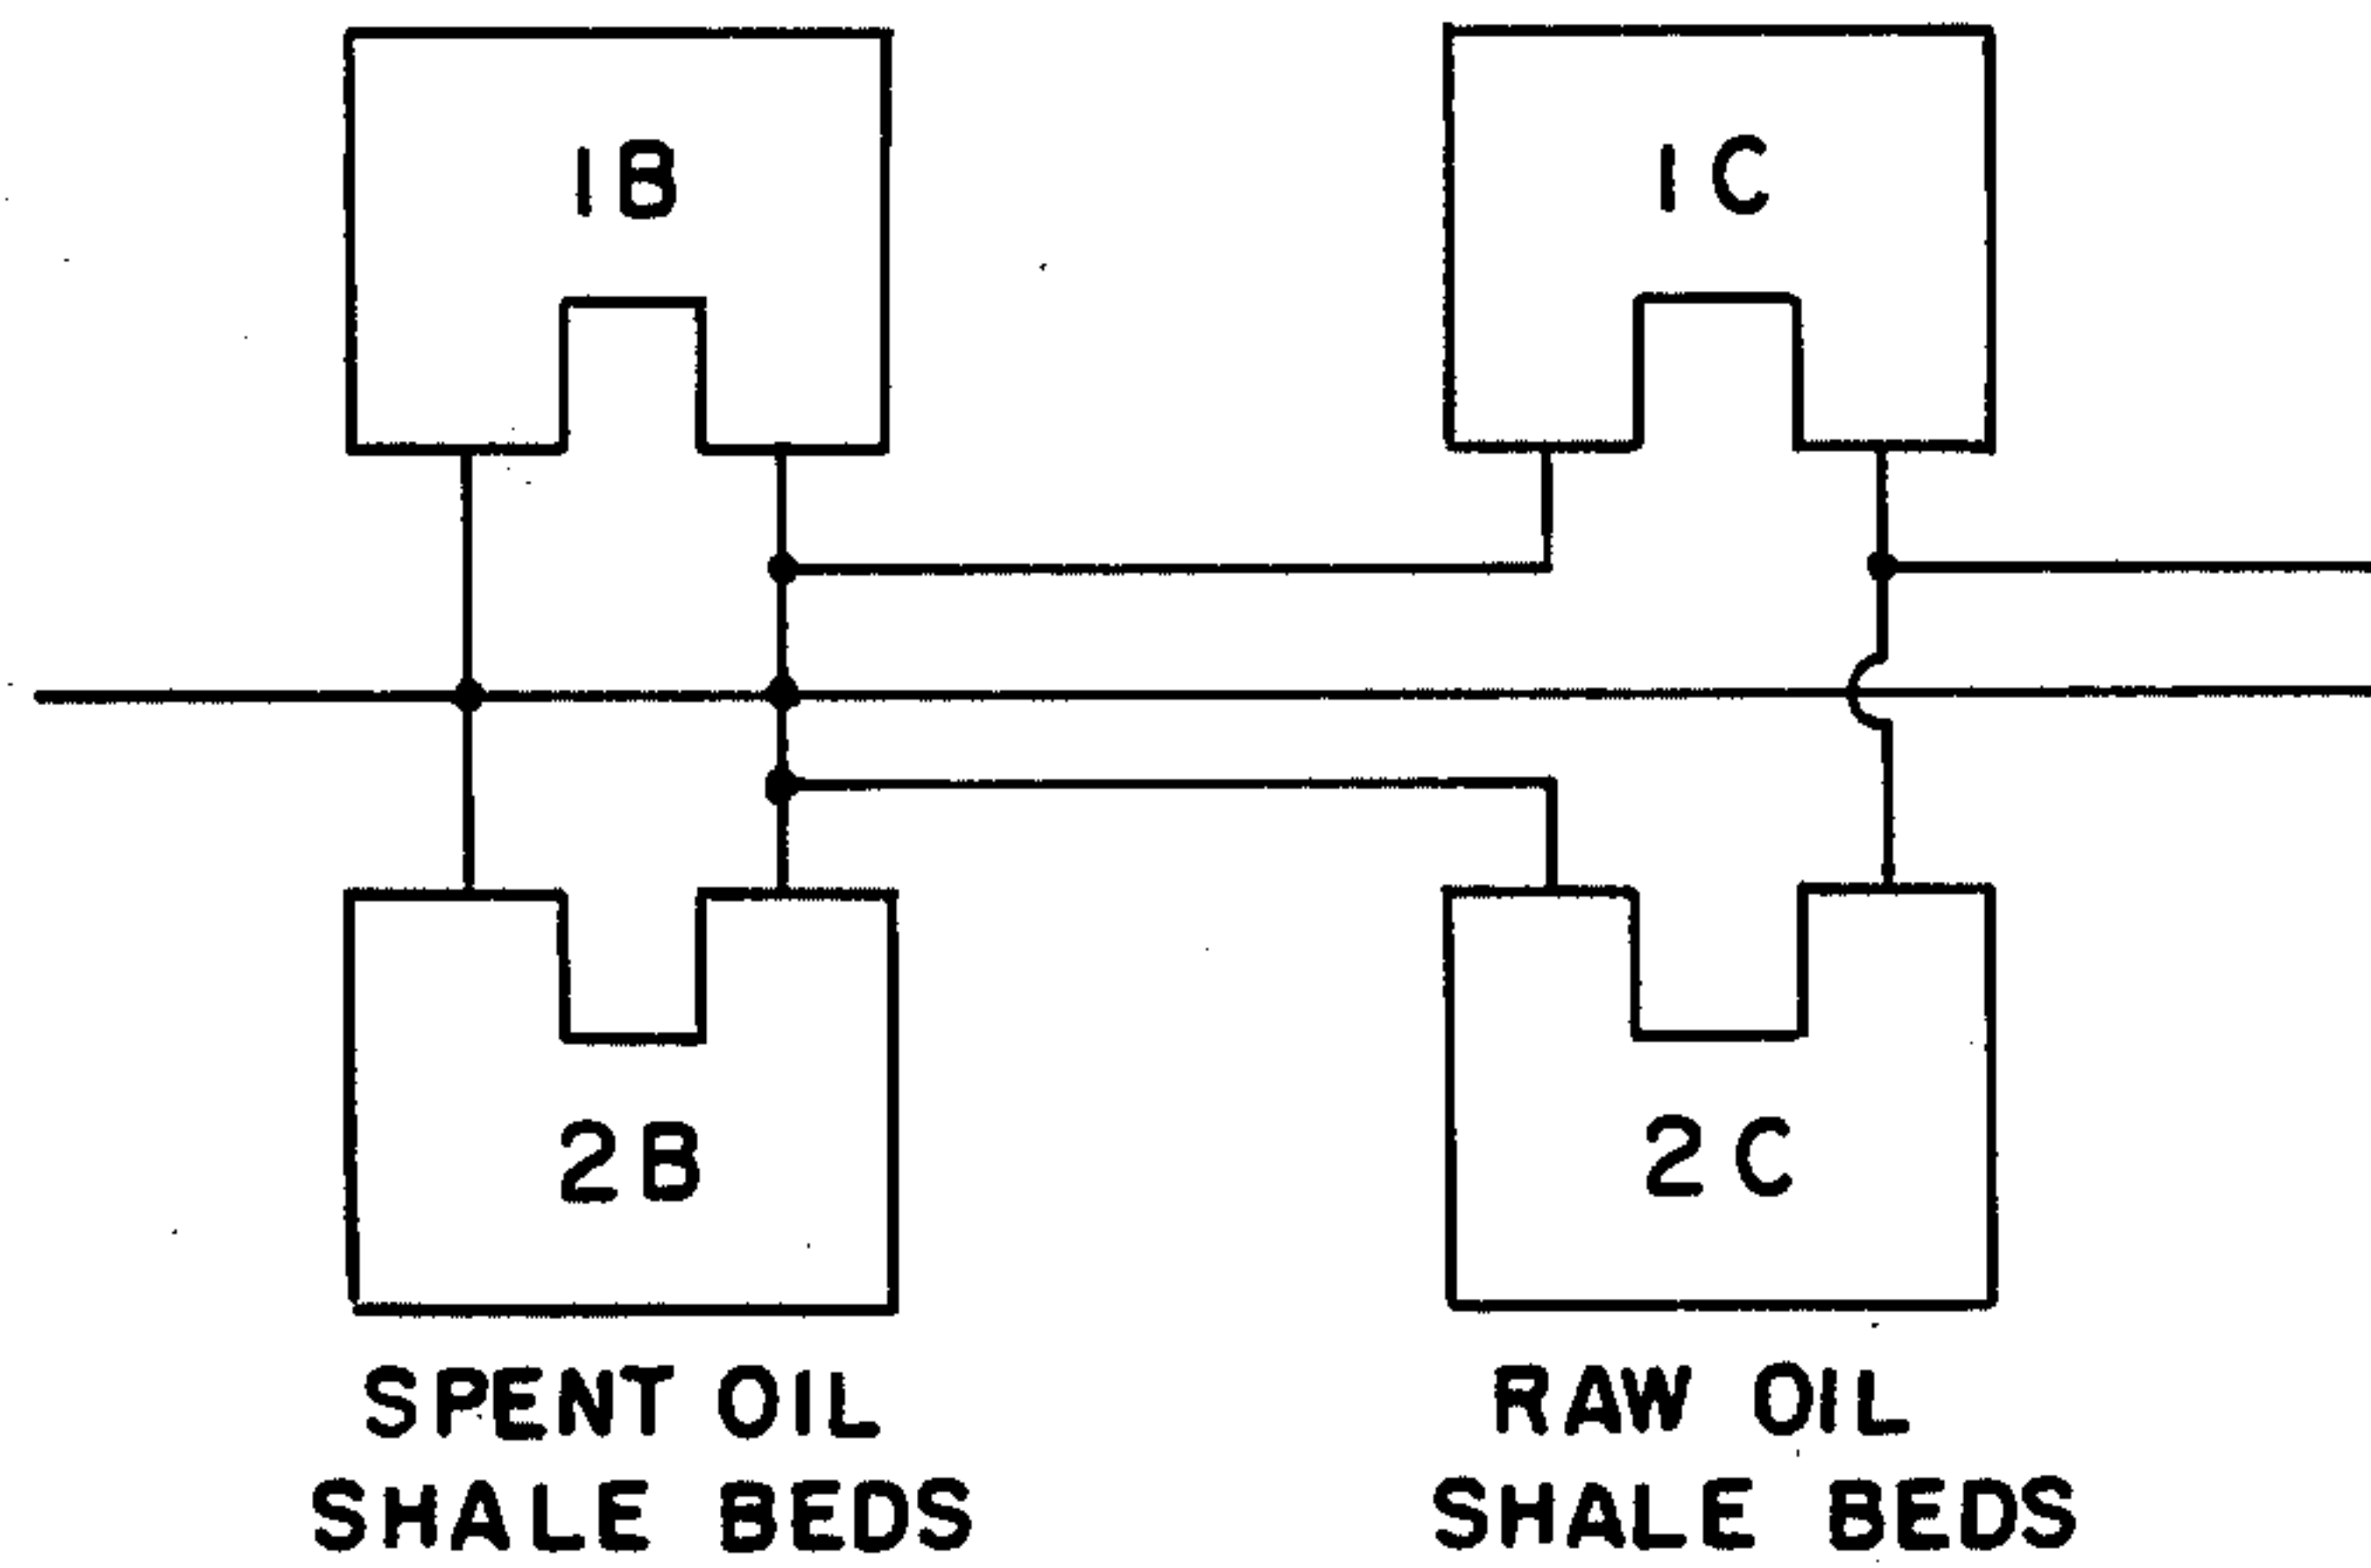 1B
1C
2B
2C
SPENT OIL
SHALE BEDS
RAW OIL
SHALE BEDS